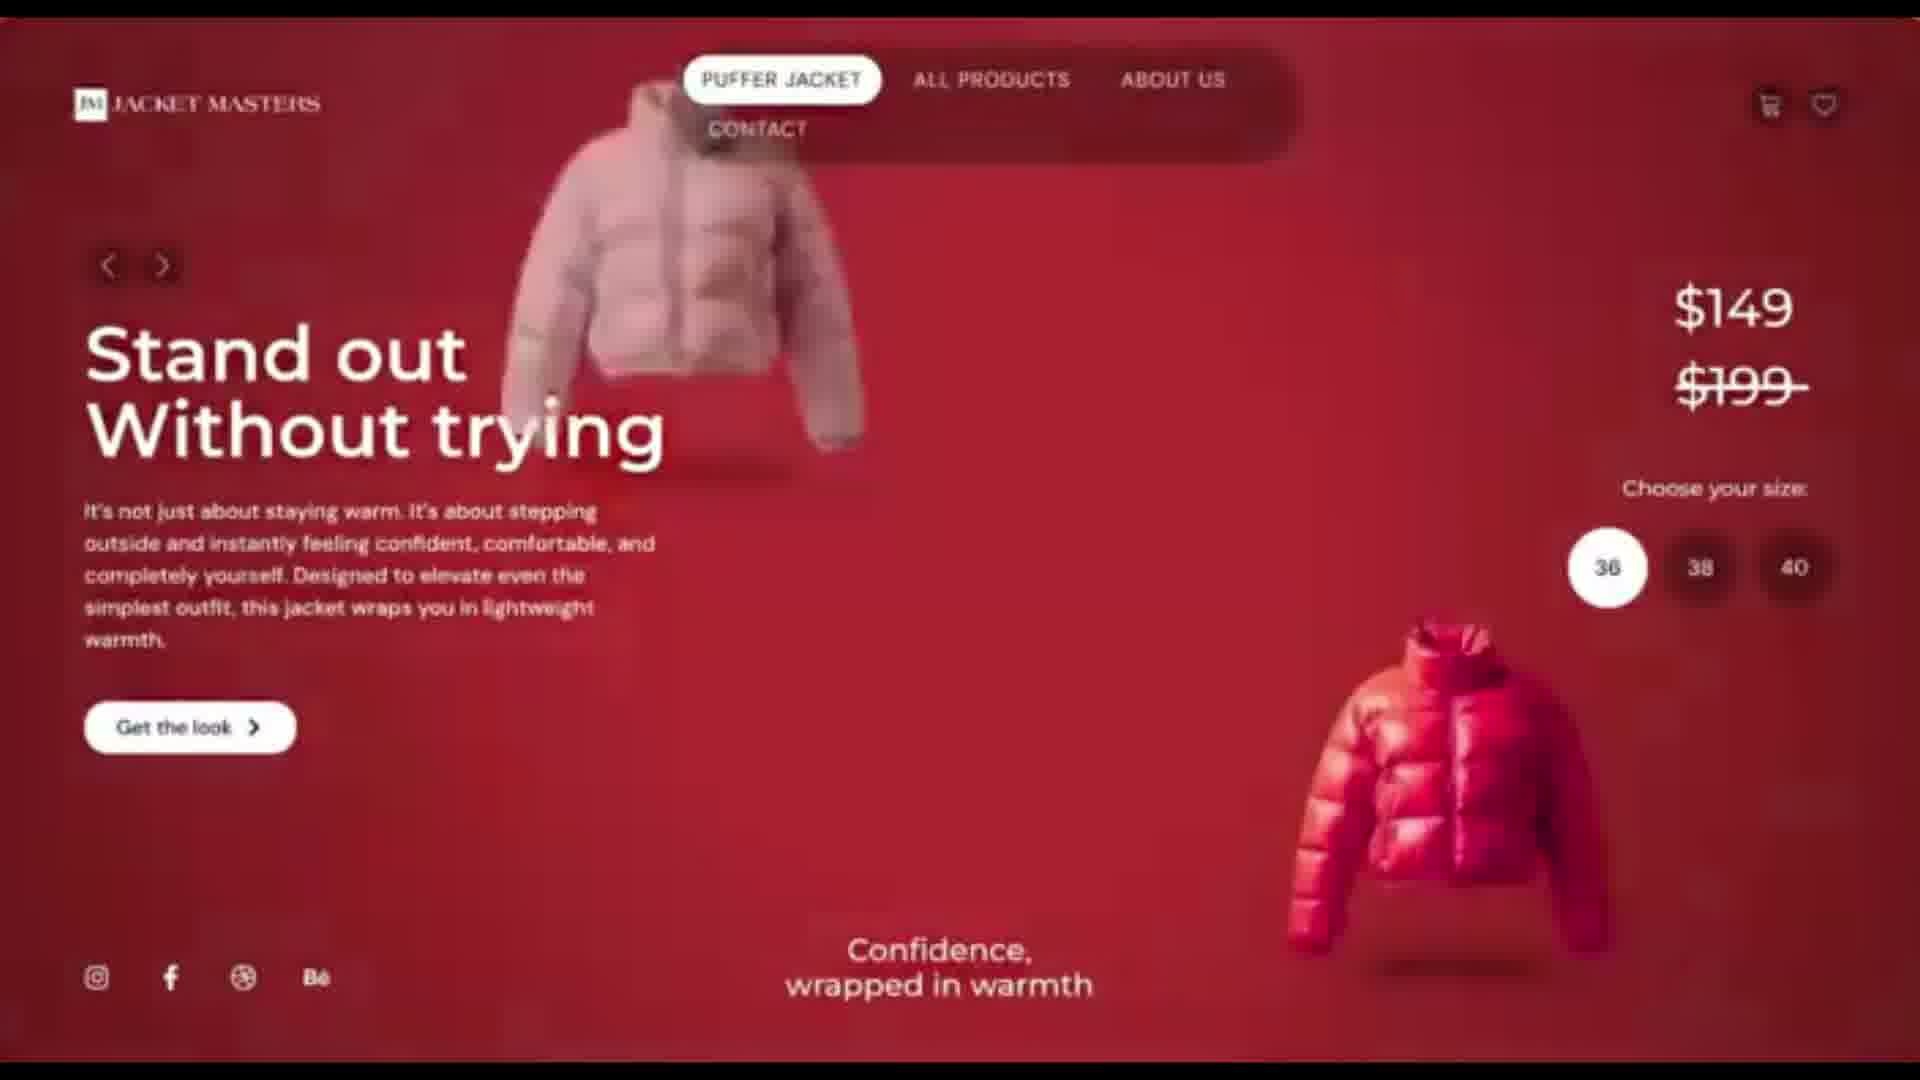 JM JACKET MASTERS
PUFFER JACKET ALL PRODUCTS ABOUT US
CONTACT
Stand out
Without trying
It's not just about staying warm. It's about stepping
outside and instantly feeling confident, comfortable, and
completely yourself. Designed to elevate even the
simplest outfit, this jacket wraps you in lightweight
warmth.
Get the look
$149
$199
Choose your size:
36 38 40
Confidence,
wrapped in warmth
Bē